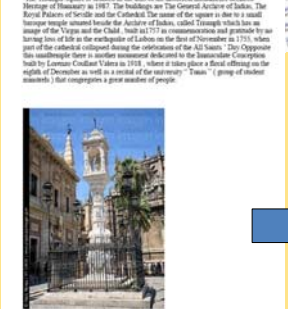 Heritage of Humanity in 1987. The buildings are The General Archive of Indias, The
Royal Palaces of Seville and the Cathedral. The name of the square is due to a small
baroque temple situated beside the Archive of Indias, called Triumph which has an
image of the Virgin and the Child, built in1757 in commemoration and gratitude by no
having loss of life in the earthquake of Lisbon on the first of November in 1755, when
part of the cathedral collapsed during the celebration of the All Saints ' Day Oppposite
this smalltemple there is another monument dedicated to the Inmaculate Conception
built by Lorenzo Coullaut Valera in 1918 , where it takes place a floral offering on the
eighth of December as well as a recital of the university " Tunas " ( group of student
minstrels ) that congregates a great number of people.